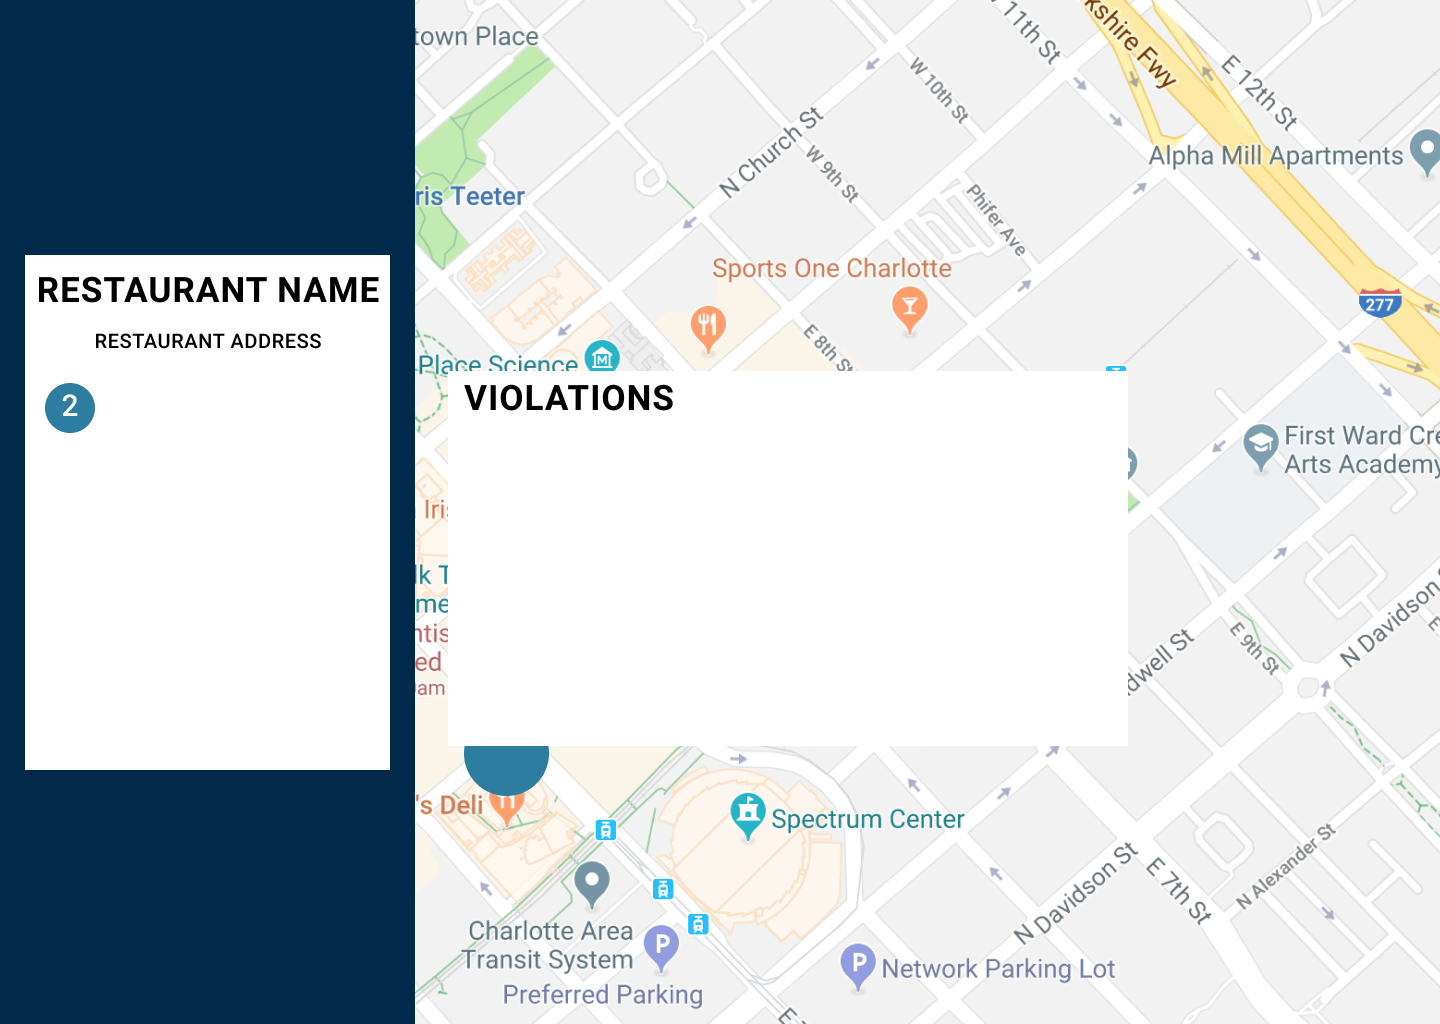 RESTAURANT NAME
RESTAURANT ADDRESS
2
town Place
W 11th St
kshire Fwy
E 12th St
W 10th St
N Church St
W 9th St
Alpha Mill Apartments
ris Teeter
Phifer Ave
Sports One Charlotte
277
E 8th St
Place Science
M
VIOLATIONS
First Ward Cre
Arts Academy
Iris
lk T
me
ntis
ed
am
dwell St
E 9th St
N Davidson S
E
's Deli
Spectrum Center
N Davidson St
E 7th St
N Alexander St
Charlotte Area
Transit System
P
Preferred Parking
P
Network Parking Lot
E